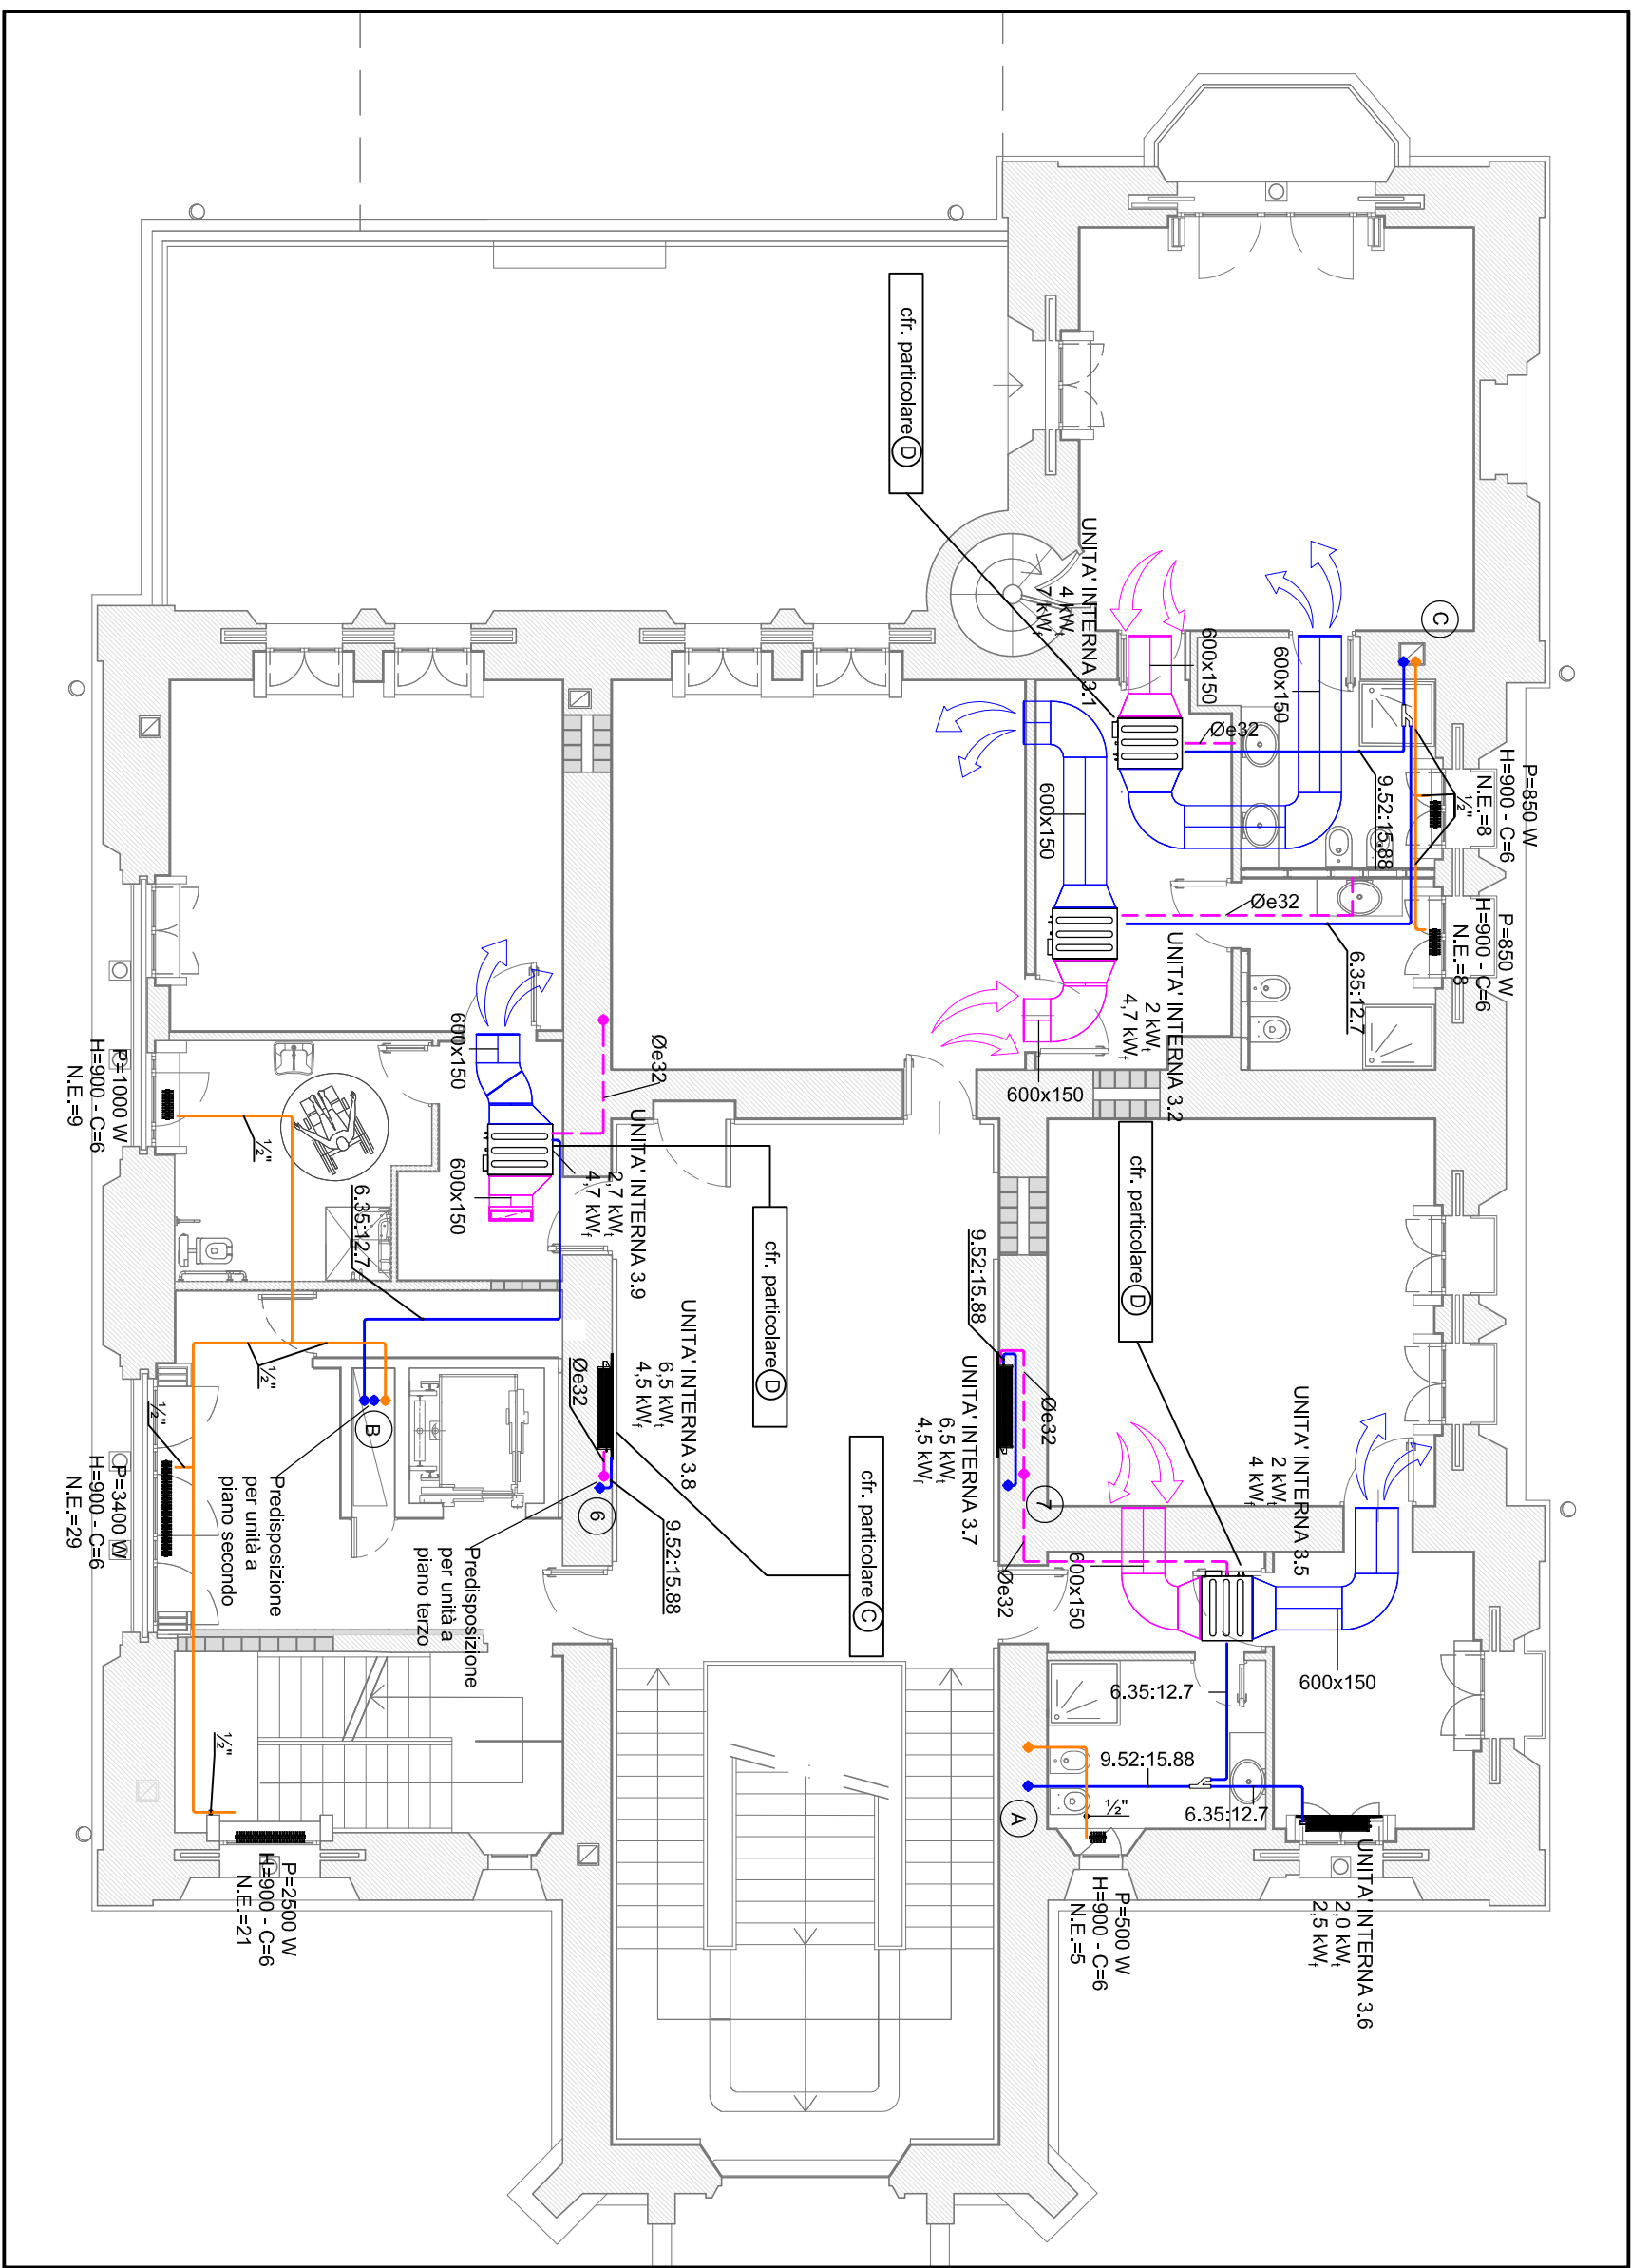 P=850 W
H=900 - C=6
N.E.=8
½"
P=850 W
H=900 - C=6
N.E.=8
C
9.52:15.88
6.35:12.7
Øe32
Øe32
600x150
600x150
UNITA' INTERNA 3.1
4 kWt
7 kWf
cfr. particolare D
600x150
600x150
UNITA' INTERNA 3.2
2 kWt
4,7 kWf
cfr. particolare D
UNITA' INTERNA 3.5
2 kWt
4 kWf
600x150
600x150
6.35:12.7
9.52:15.88
6.35:12.7
½"
A
UNITA' INTERNA 3.6
2,0 kWt
2,5 kWf
P=500 W
H=900 - C=6
N.E.=5
9.52:15.88
Øe32
Øe32
7
UNITA' INTERNA 3.7
6,5 kWt
4,5 kWf
cfr. particolare C
cfr. particolare D
UNITA' INTERNA 3.8
6,5 kWt
4,5 kWf
Øe32
6
9.52:15.88
Predisposizione
per unità a
piano terzo
Øe32
UNITA' INTERNA 3.9
2,7 kWt
4,7 kWf
600x150
600x150
6.35:12.7
B
Predisposizione
per unità a
piano secondo
½"
½"
½"
½"
P=1000 W
H=900 - C=6
N.E.=9
P=3400 W
H=900 - C=6
N.E.=29
P=2500 W
H=900 - C=6
N.E.=21